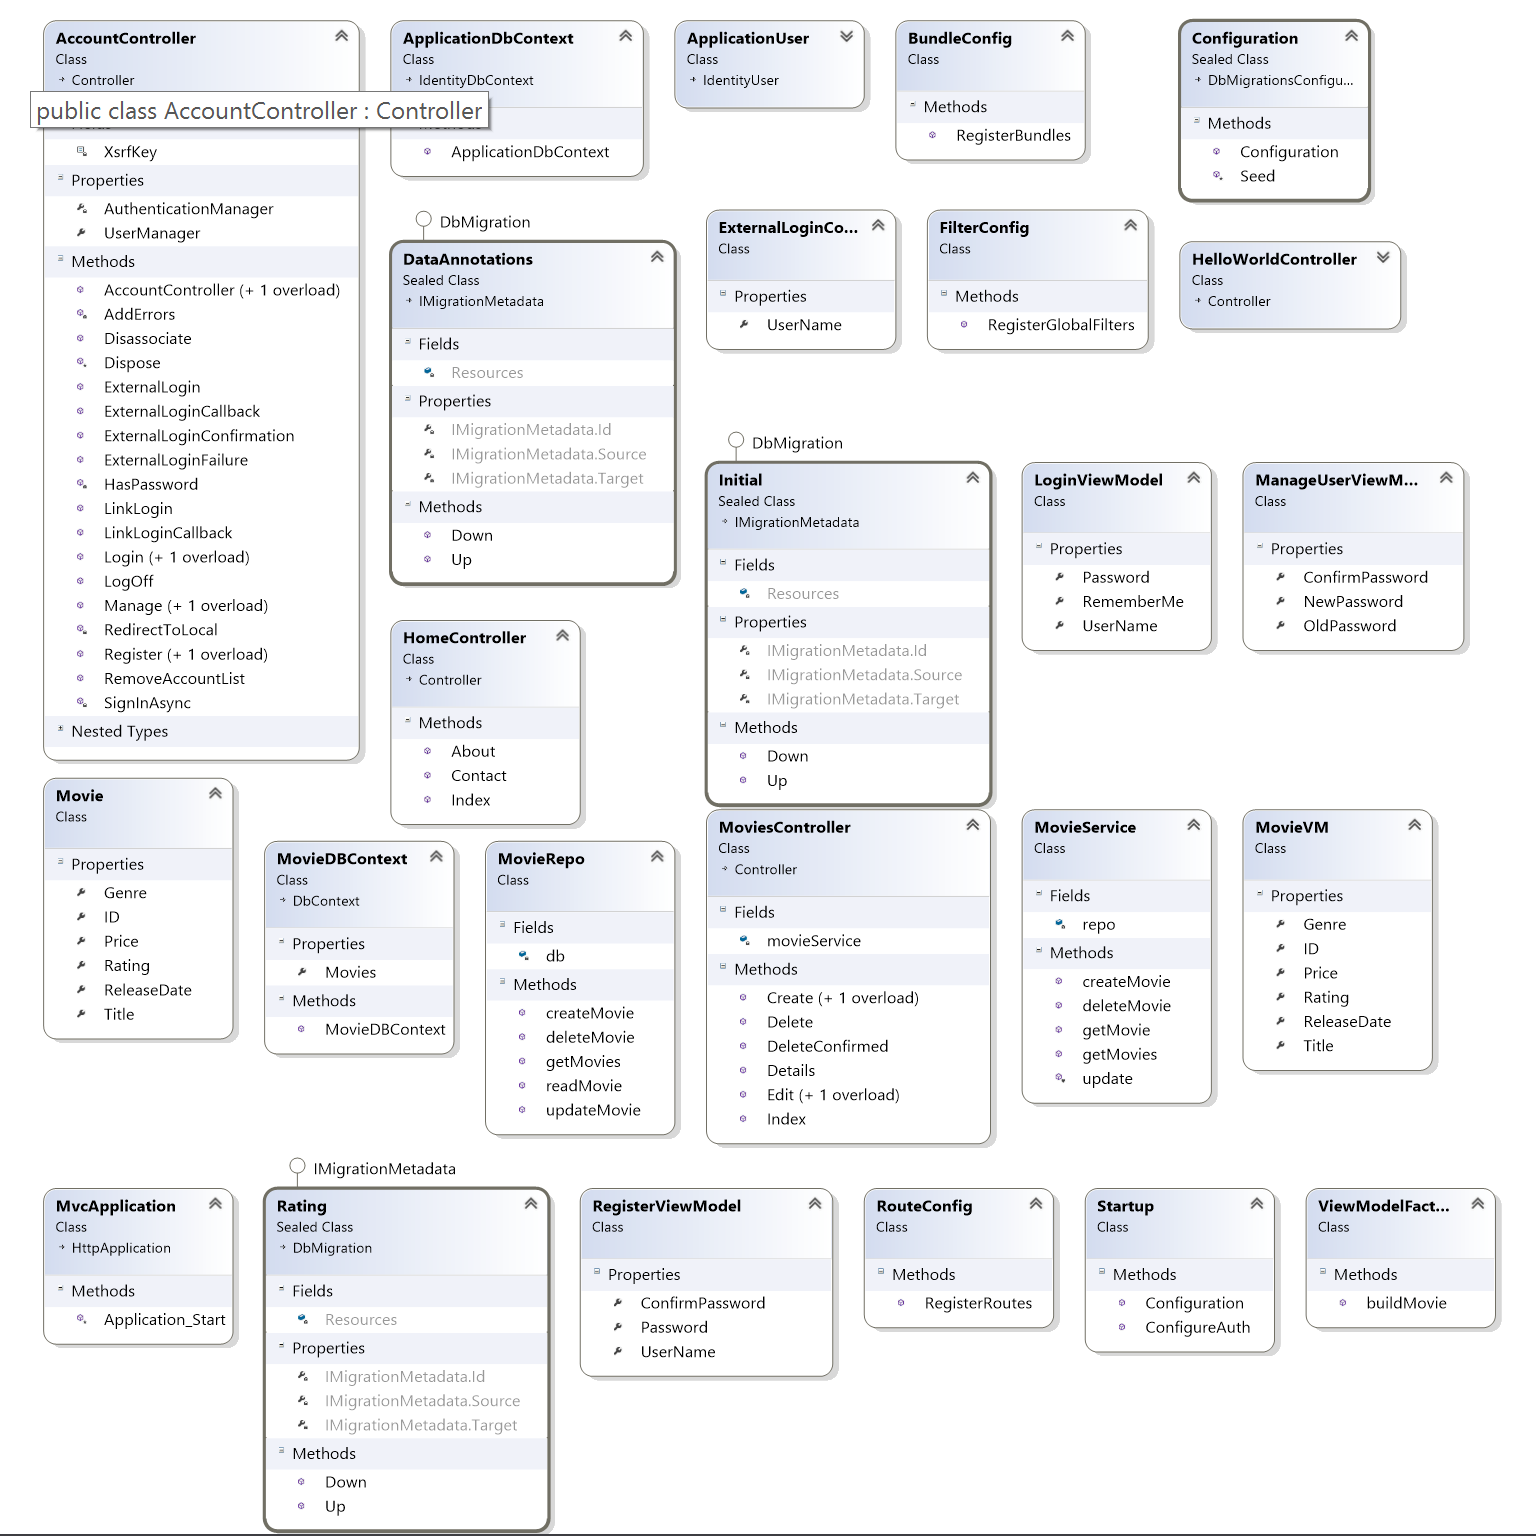 AccountController
Class
Controller
public class AccountController : Controller
XsrfKey
Properties
AuthenticationManager
UserManager
Methods
AccountController (+ 1 overload)
AddErrors
Disassociate
Dispose
ExternalLogin
ExternalLoginCallback
ExternalLoginConfirmation
ExternalLoginFailure
HasPassword
LinkLogin
LinkLoginCallback
Login (+ 1 overload)
LogOff
Manage (+ 1 overload)
RedirectToLocal
Register (+ 1 overload)
RemoveAccountList
SignInAsync
Nested Types
ApplicationDbContext
Class
IdentityDbContext
ApplicationDbContext
ApplicationUser
Class
IdentityUser
BundleConfig
Class
Methods
RegisterBundles
Configuration
Sealed Class
DbMigrationsConfigu...
Methods
Configuration
Seed
DbMigration
DataAnnotations
Sealed Class
IMigrationMetadata
Fields
Resources
Properties
IMigrationMetadata.Id
IMigrationMetadata.Source
IMigrationMetadata.Target
Methods
Down
Up
ExternalLoginCo...
Class
Properties
UserName
FilterConfig
Class
Methods
RegisterGlobalFilters
HelloWorldController
Class
Controller
HomeController
Class
Controller
Methods
About
Contact
Index
DbMigration
Initial
Sealed Class
IMigrationMetadata
Fields
Resources
Properties
IMigrationMetadata.Id
IMigrationMetadata.Source
IMigrationMetadata.Target
Methods
Down
Up
LoginViewModel
Class
Properties
Password
RememberMe
UserName
ManageUserViewM...
Class
Properties
ConfirmPassword
NewPassword
OldPassword
Movie
Class
Properties
Genre
ID
Price
Rating
ReleaseDate
Title
MovieDBContext
Class
DbContext
Properties
Movies
Methods
MovieDBContext
MovieRepo
Class
Fields
db
Methods
createMovie
deleteMovie
getMovies
readMovie
updateMovie
MoviesController
Class
Controller
Fields
movieService
Methods
Create (+ 1 overload)
Delete
DeleteConfirmed
Details
Edit (+ 1 overload)
Index
MovieService
Class
Fields
repo
Methods
createMovie
deleteMovie
getMovie
getMovies
update
MovieVM
Class
Properties
Genre
ID
Price
Rating
ReleaseDate
Title
MvcApplication
Class
HttpApplication
Methods
Application_Start
IMigrationMetadata
Rating
Sealed Class
DbMigration
Fields
Resources
Properties
IMigrationMetadata.Id
IMigrationMetadata.Source
IMigrationMetadata.Target
Methods
Down
Up
RegisterViewModel
Class
Properties
ConfirmPassword
Password
UserName
RouteConfig
Class
Methods
RegisterRoutes
Startup
Class
Methods
Configuration
ConfigureAuth
ViewModelFact...
Class
Methods
buildMovie